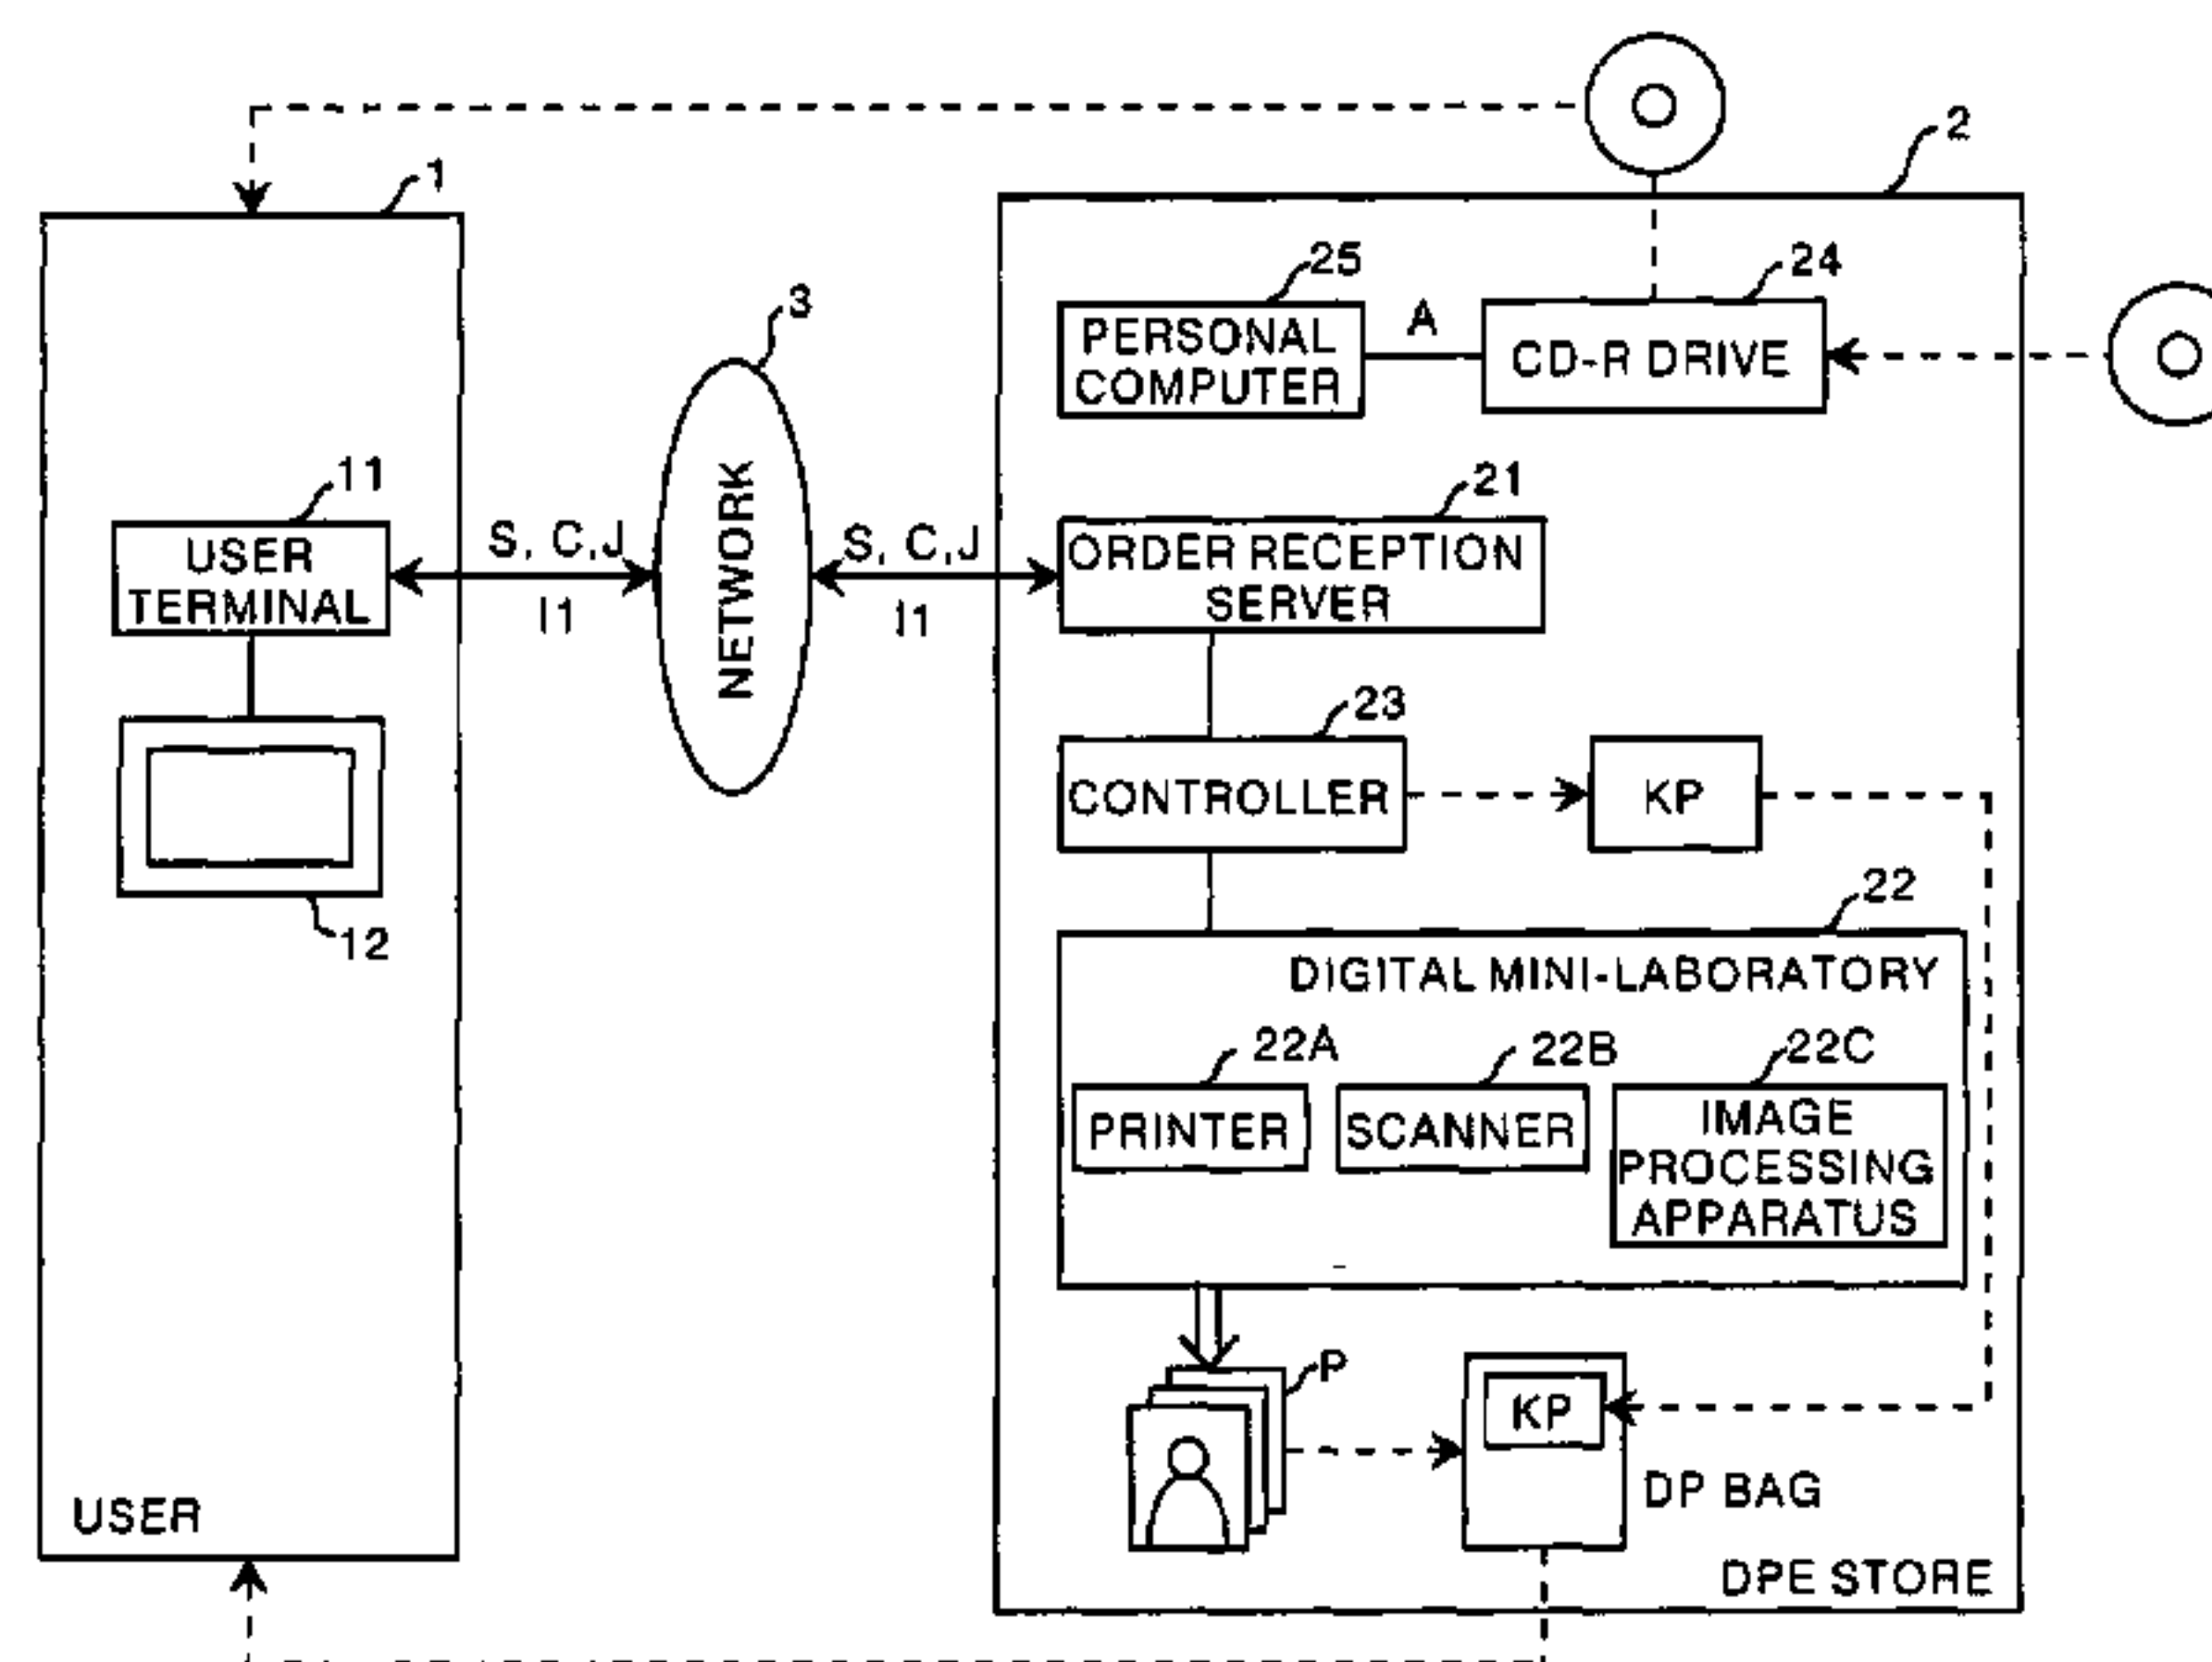 2
1
25
24
3
PERSONAL
COMPUTER
A
CD-R DRIVE
11
21
USER
TERMINAL
S, C,J
I1
NETWORK
S, C,J
I1
ORDER RECEPTION
SERVER
23
CONTROLLER
KP
12
22
DIGITAL MINI-LABORATORY
22A
22B
22C
PRINTER
SCANNER
IMAGE
PROCESSING
APPARATUS
P
KP
DP BAG
USER
DPE STORE